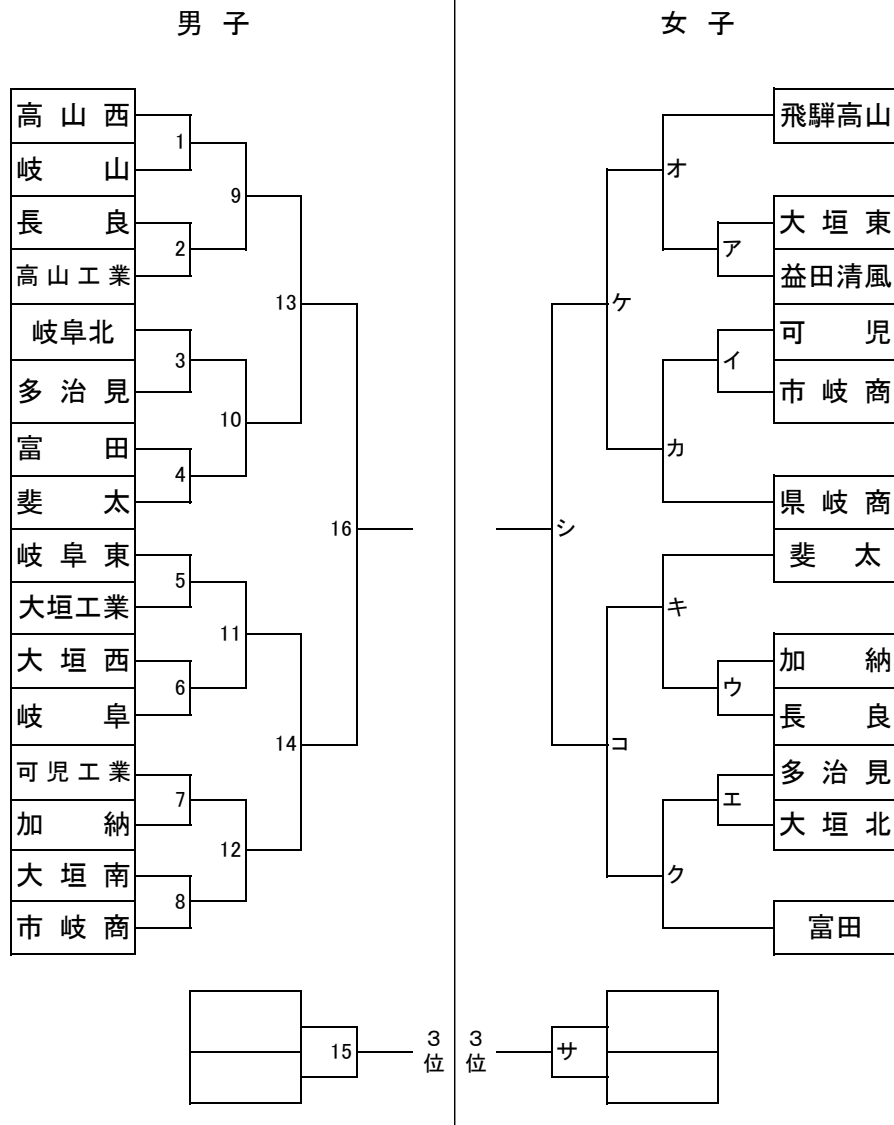 男子
高山西
岐山
長良
高山工業
岐阜北
多治見
富田
斐太
岐阜東
大垣工業
大垣西
岐阜
可児工業
加納
大垣南
市岐商
1
2
3
4
5
6
7
8
9
10
11
12
13
14
16
15
3位
女子
飛騨高山
大垣東
益田清風
可児
市岐商
県岐商
斐太
加納
長良
多治見
大垣北
富田
オ
ア
イ
カ
キ
ウ
エ
ク
ケ
コ
シ
サ
3位